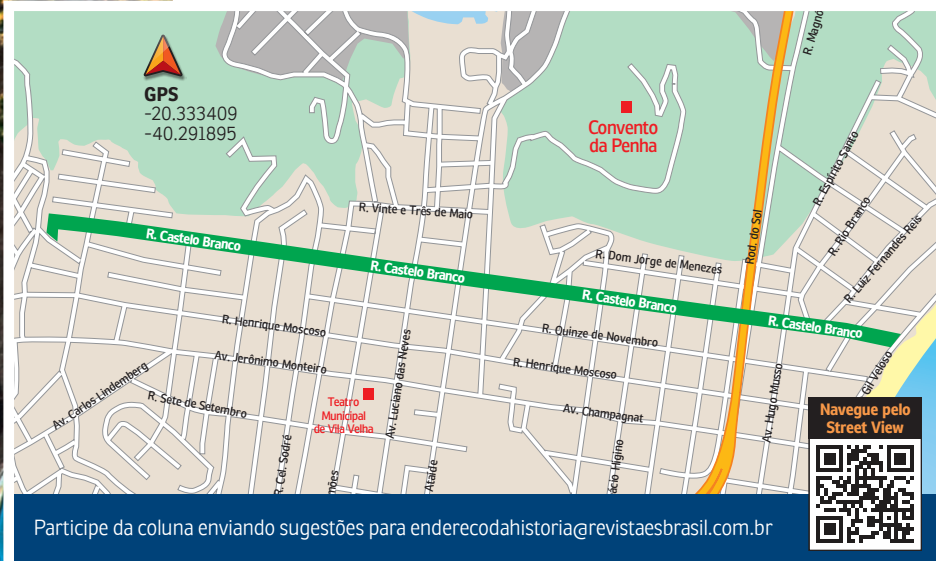 GPS
-20.333409
-40.291895
R. Magnó
Convento
da Penha
R. Espírito Santo
R. Vinte e Três de Maio
R. Rio Branco
Rod. do Sol
R. Luiz Fernandes Reis
R. Castelo Branco
R. Dom Jorge de Menezes
R. Castelo Branco
R. Castelo Branco
R. Castelo Branco
R. Henrique Moscoso
R. Quinze de Novembro
Av. Jerônimo Monteiro
Av. Luciano das Neves
R. Henrique Moscoso
Gil Veloso
Av. Carlos Lindemberg
Av. Hugo Musso
R. Sete de Setembro
Teatro
Municipal
de Vila Velha
Av. Champagnat
R. Cel. Sodré
mões
Ataíde
ácio Higino
Navegue pelo
Street View
Participe da coluna enviando sugestões para enderecodahistoria@revistaesbrasil.com.br